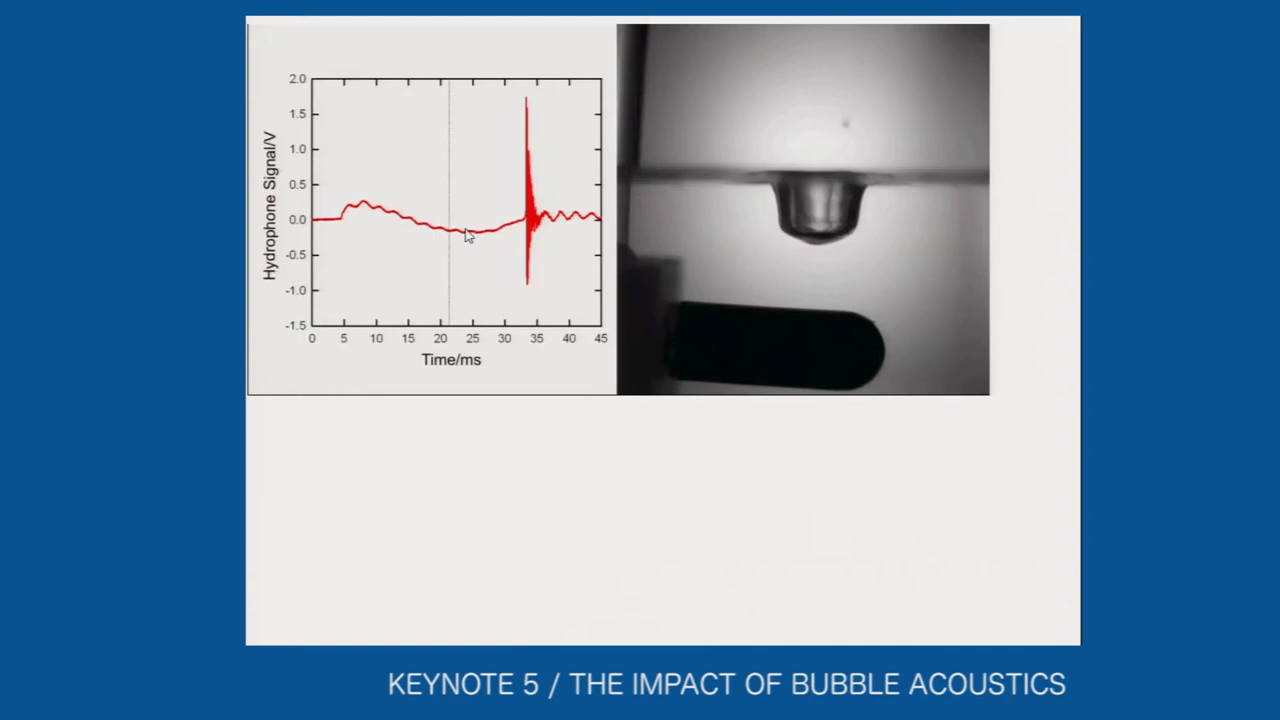 2.0
1.5
1.0
0.5
0.0
-0.5
-1.0
-1.5
Hydrophone Signal/V
0 5 10 15 20 25 30 35 40 45
Time/ms
KEYNOTE 5 / THE IMPACT OF BUBBLE ACOUSTICS